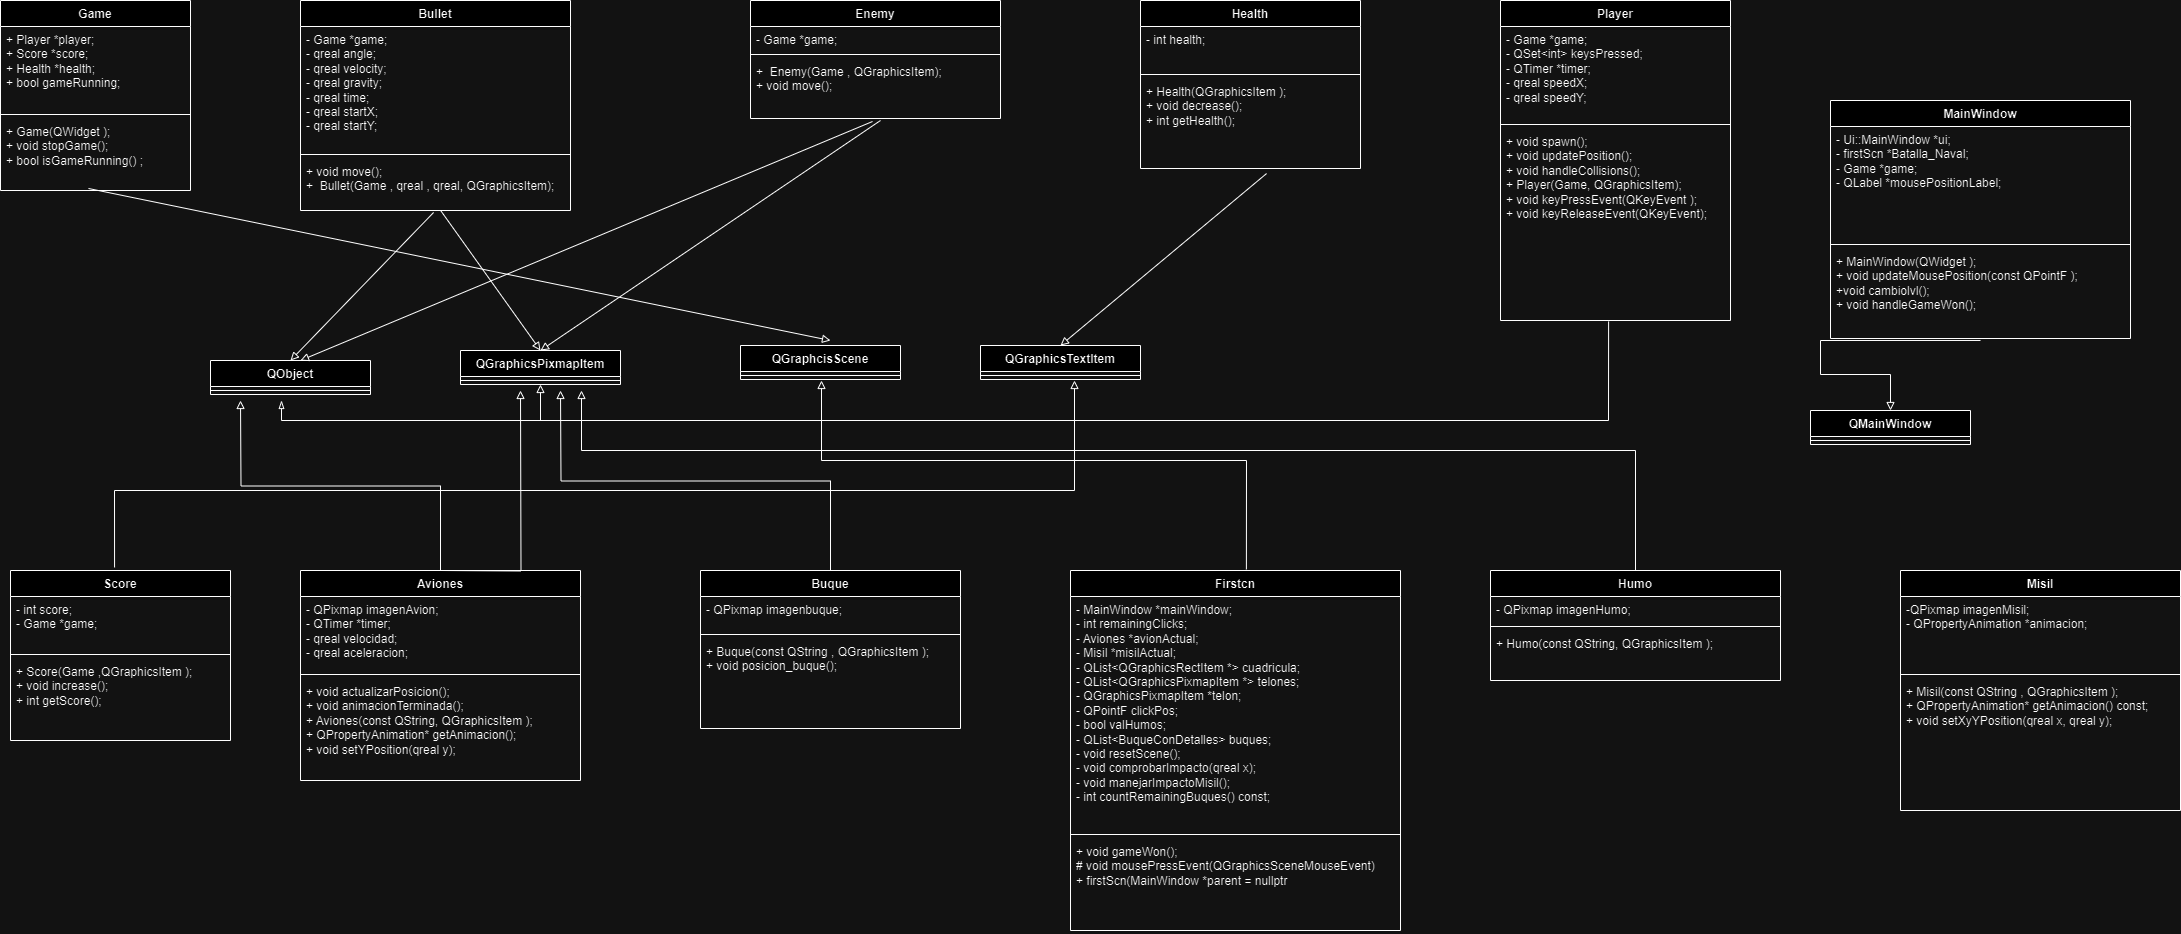 Game
+ Player *player;
+ Score *score;
+ Health *health;
+ bool gameRunning;
+ Game(QWidget );
+ void stopGame();
+ bool isGameRunning() ;
Bullet
- Game *game;
- qreal angle;
- qreal velocity;
- qreal gravity;
- qreal time;
- qreal startX;
- qreal startY;
+ void move();
+ Bullet(Game , qreal , qreal, QGraphicsItem);
Enemy
- Game *game;
+ Enemy(Game , QGraphicsItem);
+ void move();
Health
- int health;
+ Health(QGraphicsItem );
+ void decrease();
+ int getHealth();
Player
- Game *game;
- QSet<int> keysPressed;
- QTimer *timer;
- qreal speedX;
- qreal speedY;
+ void spawn();
+ void updatePosition();
+ void handleCollisions();
+ Player(Game, QGraphicsItem);
+ void keyPressEvent(QKeyEvent );
+ void keyReleaseEvent(QKeyEvent);
MainWindow
- Ui::MainWindow *ui;
- firstScn *Batalla_Naval;
- Game *game;
- QLabel *mousePositionLabel;
+ MainWindow(QWidget );
+ void updateMousePosition(const QPointF );
+void cambiolvl();
+ void handleGameWon();
QObject
QGraphicsPixmapItem
QGraphcisScene
QGraphicsTextItem
QMainWindow
Score
- int score;
- Game *game;
+ Score(Game ,QGraphicsItem );
+ void increase();
+ int getScore();
Aviones
- QPixmap imagenAvion;
- QTimer *timer;
- qreal velocidad;
- qreal aceleracion;
+ void actualizarPosicion();
+ void animacionTerminada();
+ Aviones(const QString, QGraphicsItem );
+ QPropertyAnimation* getAnimacion();
+ void setYPosition(qreal y);
Buque
- QPixmap imagenbuque;
+ Buque(const QString , QGraphicsItem );
+ void posicion_buque();
Firstcn
- MainWindow *mainWindow;
- int remainingClicks;
- Aviones *avionActual;
- Misil *misilActual;
- QList<QGraphicsRectItem *> cuadricula;
- QList<QGraphicsPixmapItem *> telones;
- QGraphicsPixmapItem *telon;
- QPointF clickPos;
- bool valHumos;
- QList<BuqueConDetalles> buques;
- void resetScene();
- void comprobarImpacto(qreal x);
- void manejarImpactoMisil();
- int countRemainingBuques() const;
+ void gameWon();
# void mousePressEvent(QGraphicsSceneMouseEvent)
+ firstScn(MainWindow *parent = nullptr
Humo
- QPixmap imagenHumo;
+ Humo(const QString, QGraphicsItem );
Misil
-QPixmap imagenMisil;
- QPropertyAnimation *animacion;
+ Misil(const QString , QGraphicsItem );
+ QPropertyAnimation* getAnimacion() const;
+ void setXyYPosition(qreal x, qreal y);